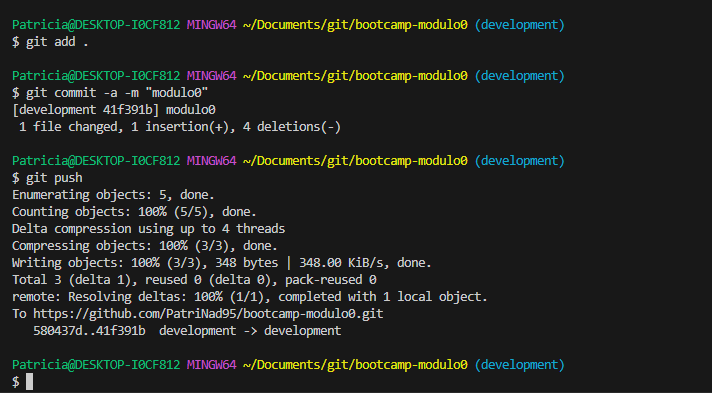 Patricia@DESKTOP-I0CF812 MINGW64 ~/Documents/git/bootcamp-modulo0 (development)
$ git add .
Patricia@DESKTOP-I0CF812 MINGW64 ~/Documents/git/bootcamp-modulo0 (development)
$ git commit -a -m "modulo0"
[development 41f391b] modulo0
 1 file changed, 1 insertion(+), 4 deletions(-)
Patricia@DESKTOP-I0CF812 MINGW64 ~/Documents/git/bootcamp-modulo0 (development)
$ git push
Enumerating objects: 5, done.
Counting objects: 100% (5/5), done.
Delta compression using up to 4 threads
Compressing objects: 100% (3/3), done.
Writing objects: 100% (3/3), 348 bytes | 348.00 KiB/s, done.
Total 3 (delta 1), reused 0 (delta 0), pack-reused 0
remote: Resolving deltas: 100% (1/1), completed with 1 local object.
To https://github.com/PatriNad95/bootcamp-modulo0.git
   580437d..41f391b  development -> development
Patricia@DESKTOP-I0CF812 MINGW64 ~/Documents/git/bootcamp-modulo0 (development)
$